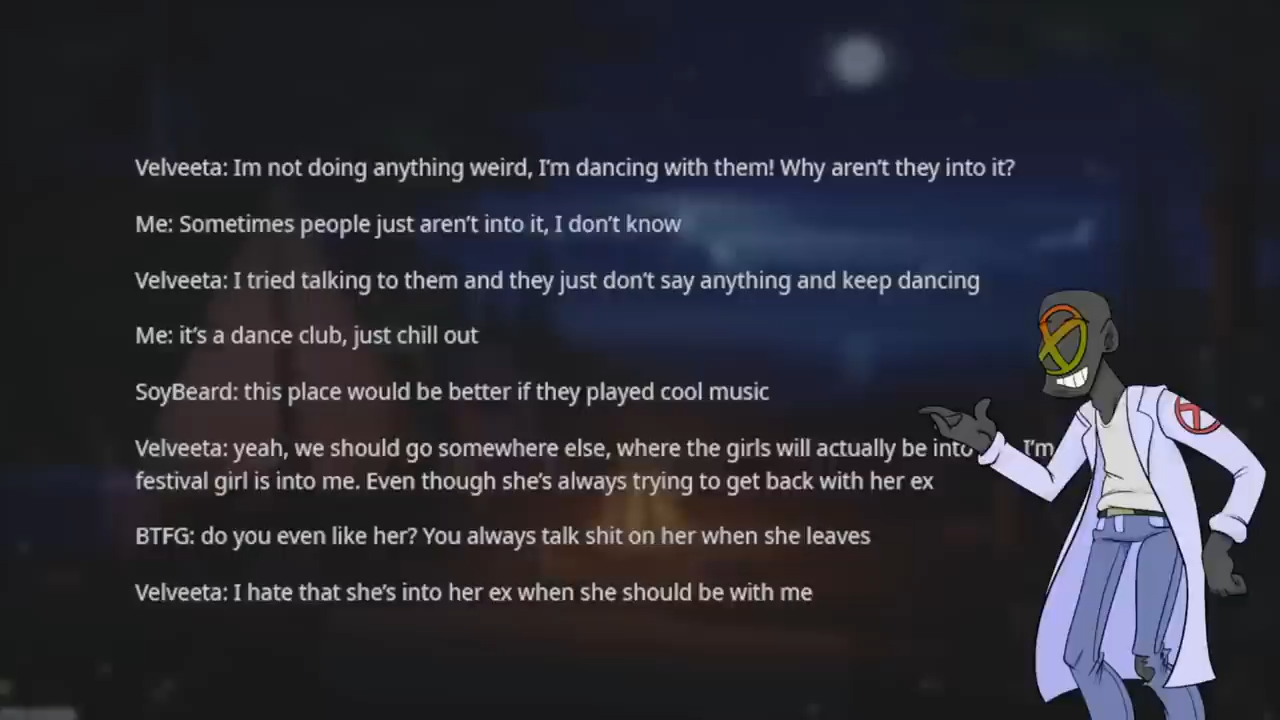 Velveeta: Im not doing anything weird, I'm dancing with them! Why aren't they into it?
Me: Sometimes people just aren't into it, I don't know
Velveeta: I tried talking to them and they just don't say anything and keep dancing
Me: it's a dance club, just chill out
SoyBeard: this place would be better if they played cool music
Velveeta: yeah, we should go somewhere else, where the girls will actually be into I'm
festival girl is into me. Even though she's always trying to get back with her ex
BTFG: do you even like her? You always talk shit on her when she leaves
Velveeta: I hate that she's into her ex when she should be with me